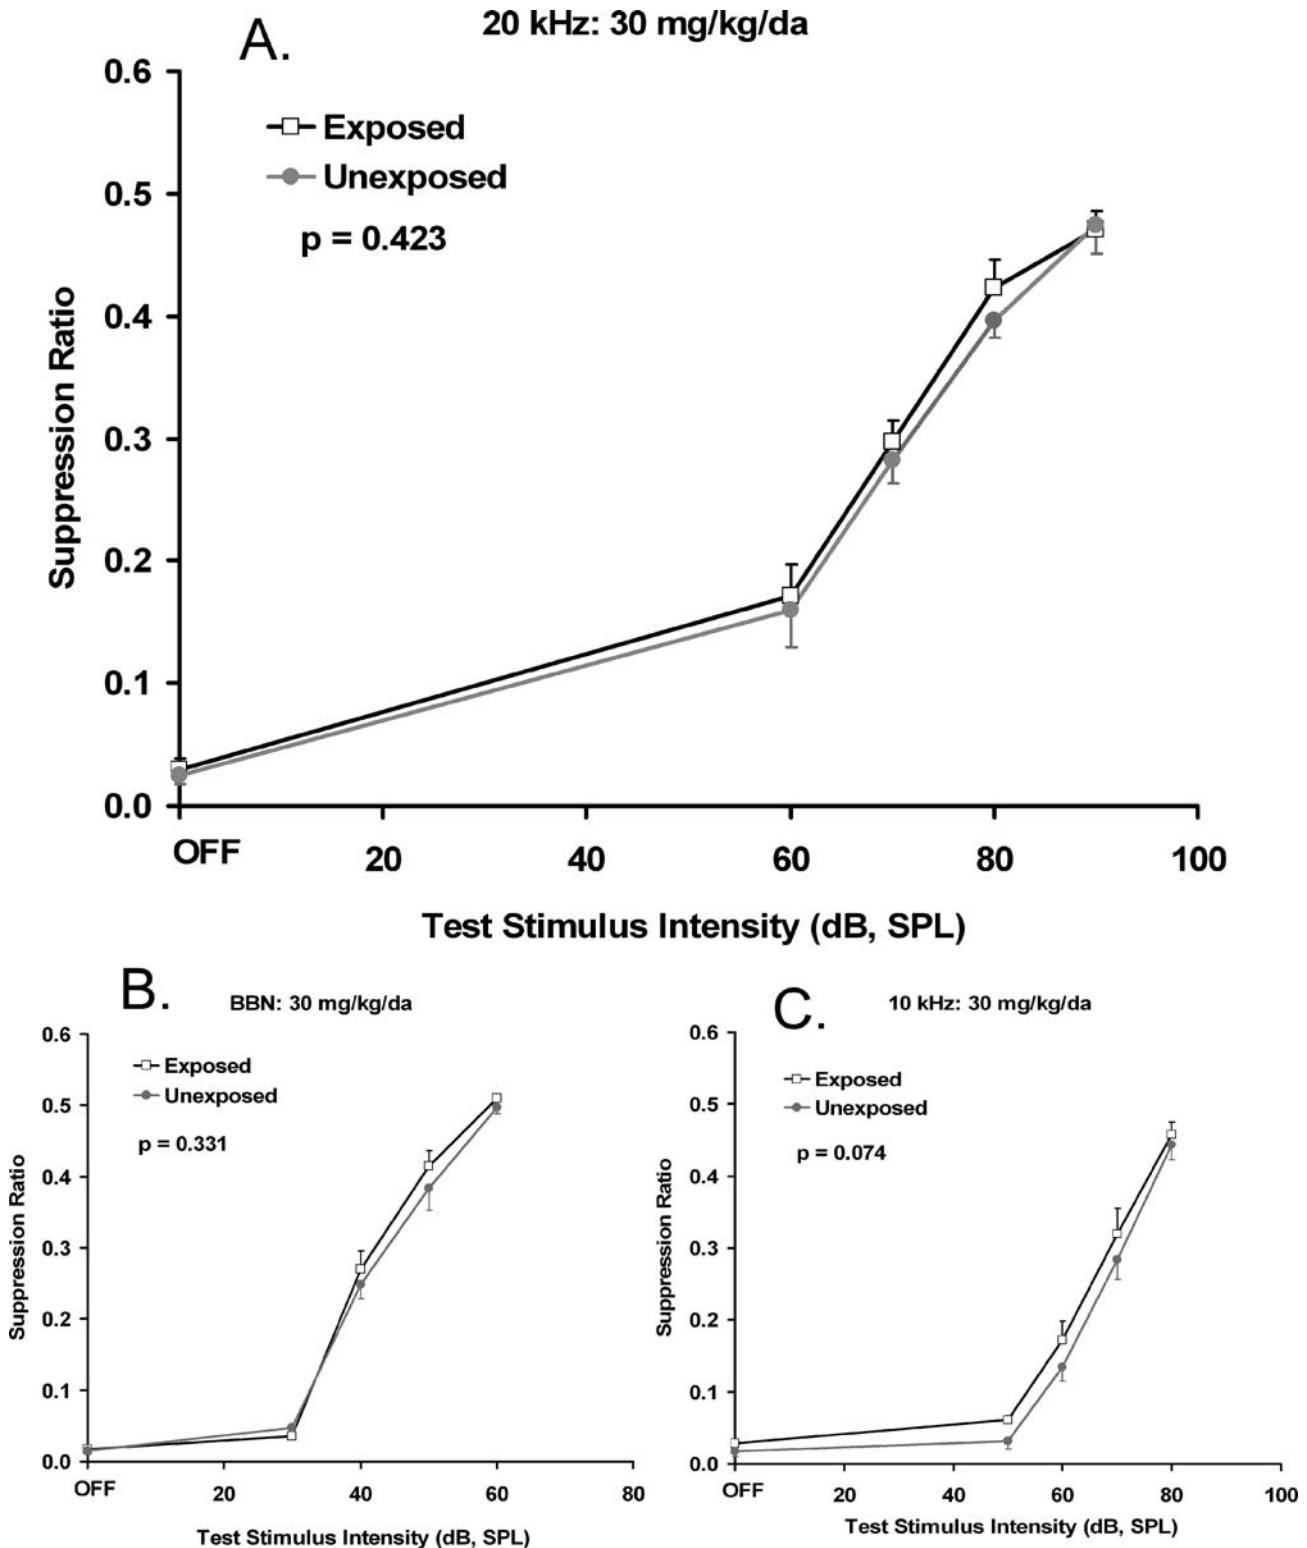 A.
20 kHz: 30 mg/kg/da
0.6
Exposed
Unexposed
0.5
p = 0.423
0.4
0.3
0.2
0.1
0.0
Suppression Ratio
OFF 20 40 60 80 100
Test Stimulus Intensity (dB, SPL)
B.
BBN: 30 mg/kg/da
0.6
Exposed
Unexposed
0.5
p = 0.331
0.4
0.3
0.2
0.1
0.0
Suppression Ratio
OFF 20 40 60 80
Test Stimulus Intensity (dB, SPL)
C.
10 kHz: 30 mg/kg/da
0.6
Exposed
Unexposed
0.5
p = 0.074
0.4
0.3
0.2
0.1
0.0
Suppression Ratio
OFF 20 40 60 80 100
Test Stimulus Intensity (dB, SPL)